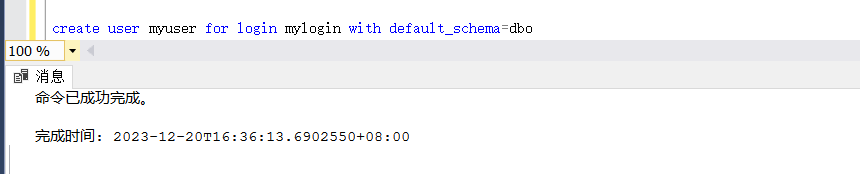 create user myuser for login mylogin with default_schema=dbo
100 %
消息
命令已成功完成。
完成时间: 2023-12-20T16:36:13.6902550+08:00